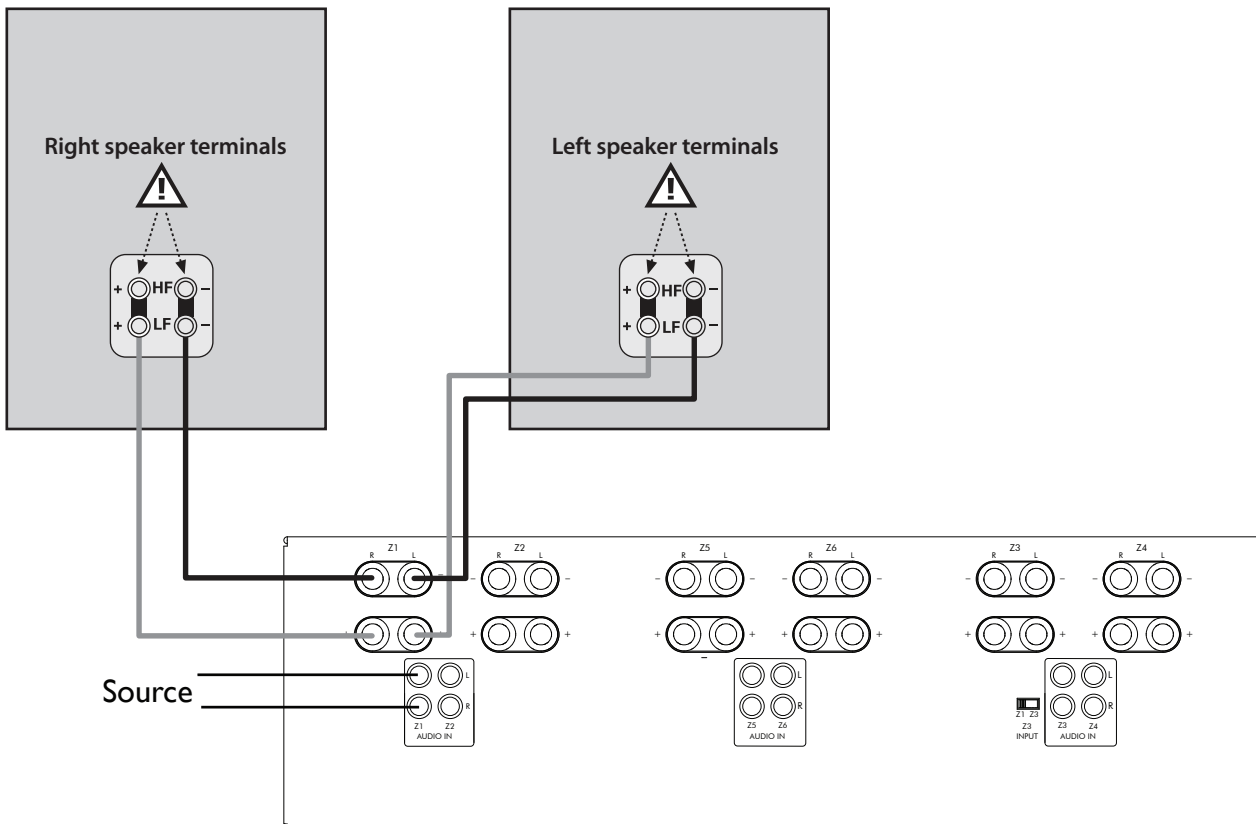 Right speaker terminals
Left speaker terminals
!
!
+ HF –
+ LF –
+ HF –
+ LF –
Z1
R L
Z2
R L
Z5
R L
Z6
R L
Z3
R L
Z4
R L
– – – – – – – –
+ + + + + + + +
–
Source
L
R
Z1 Z2
AUDIO IN
L
R
Z5 Z6
AUDIO IN
Z1 Z3
Z3
INPUT
L
R
Z3 Z4
AUDIO IN